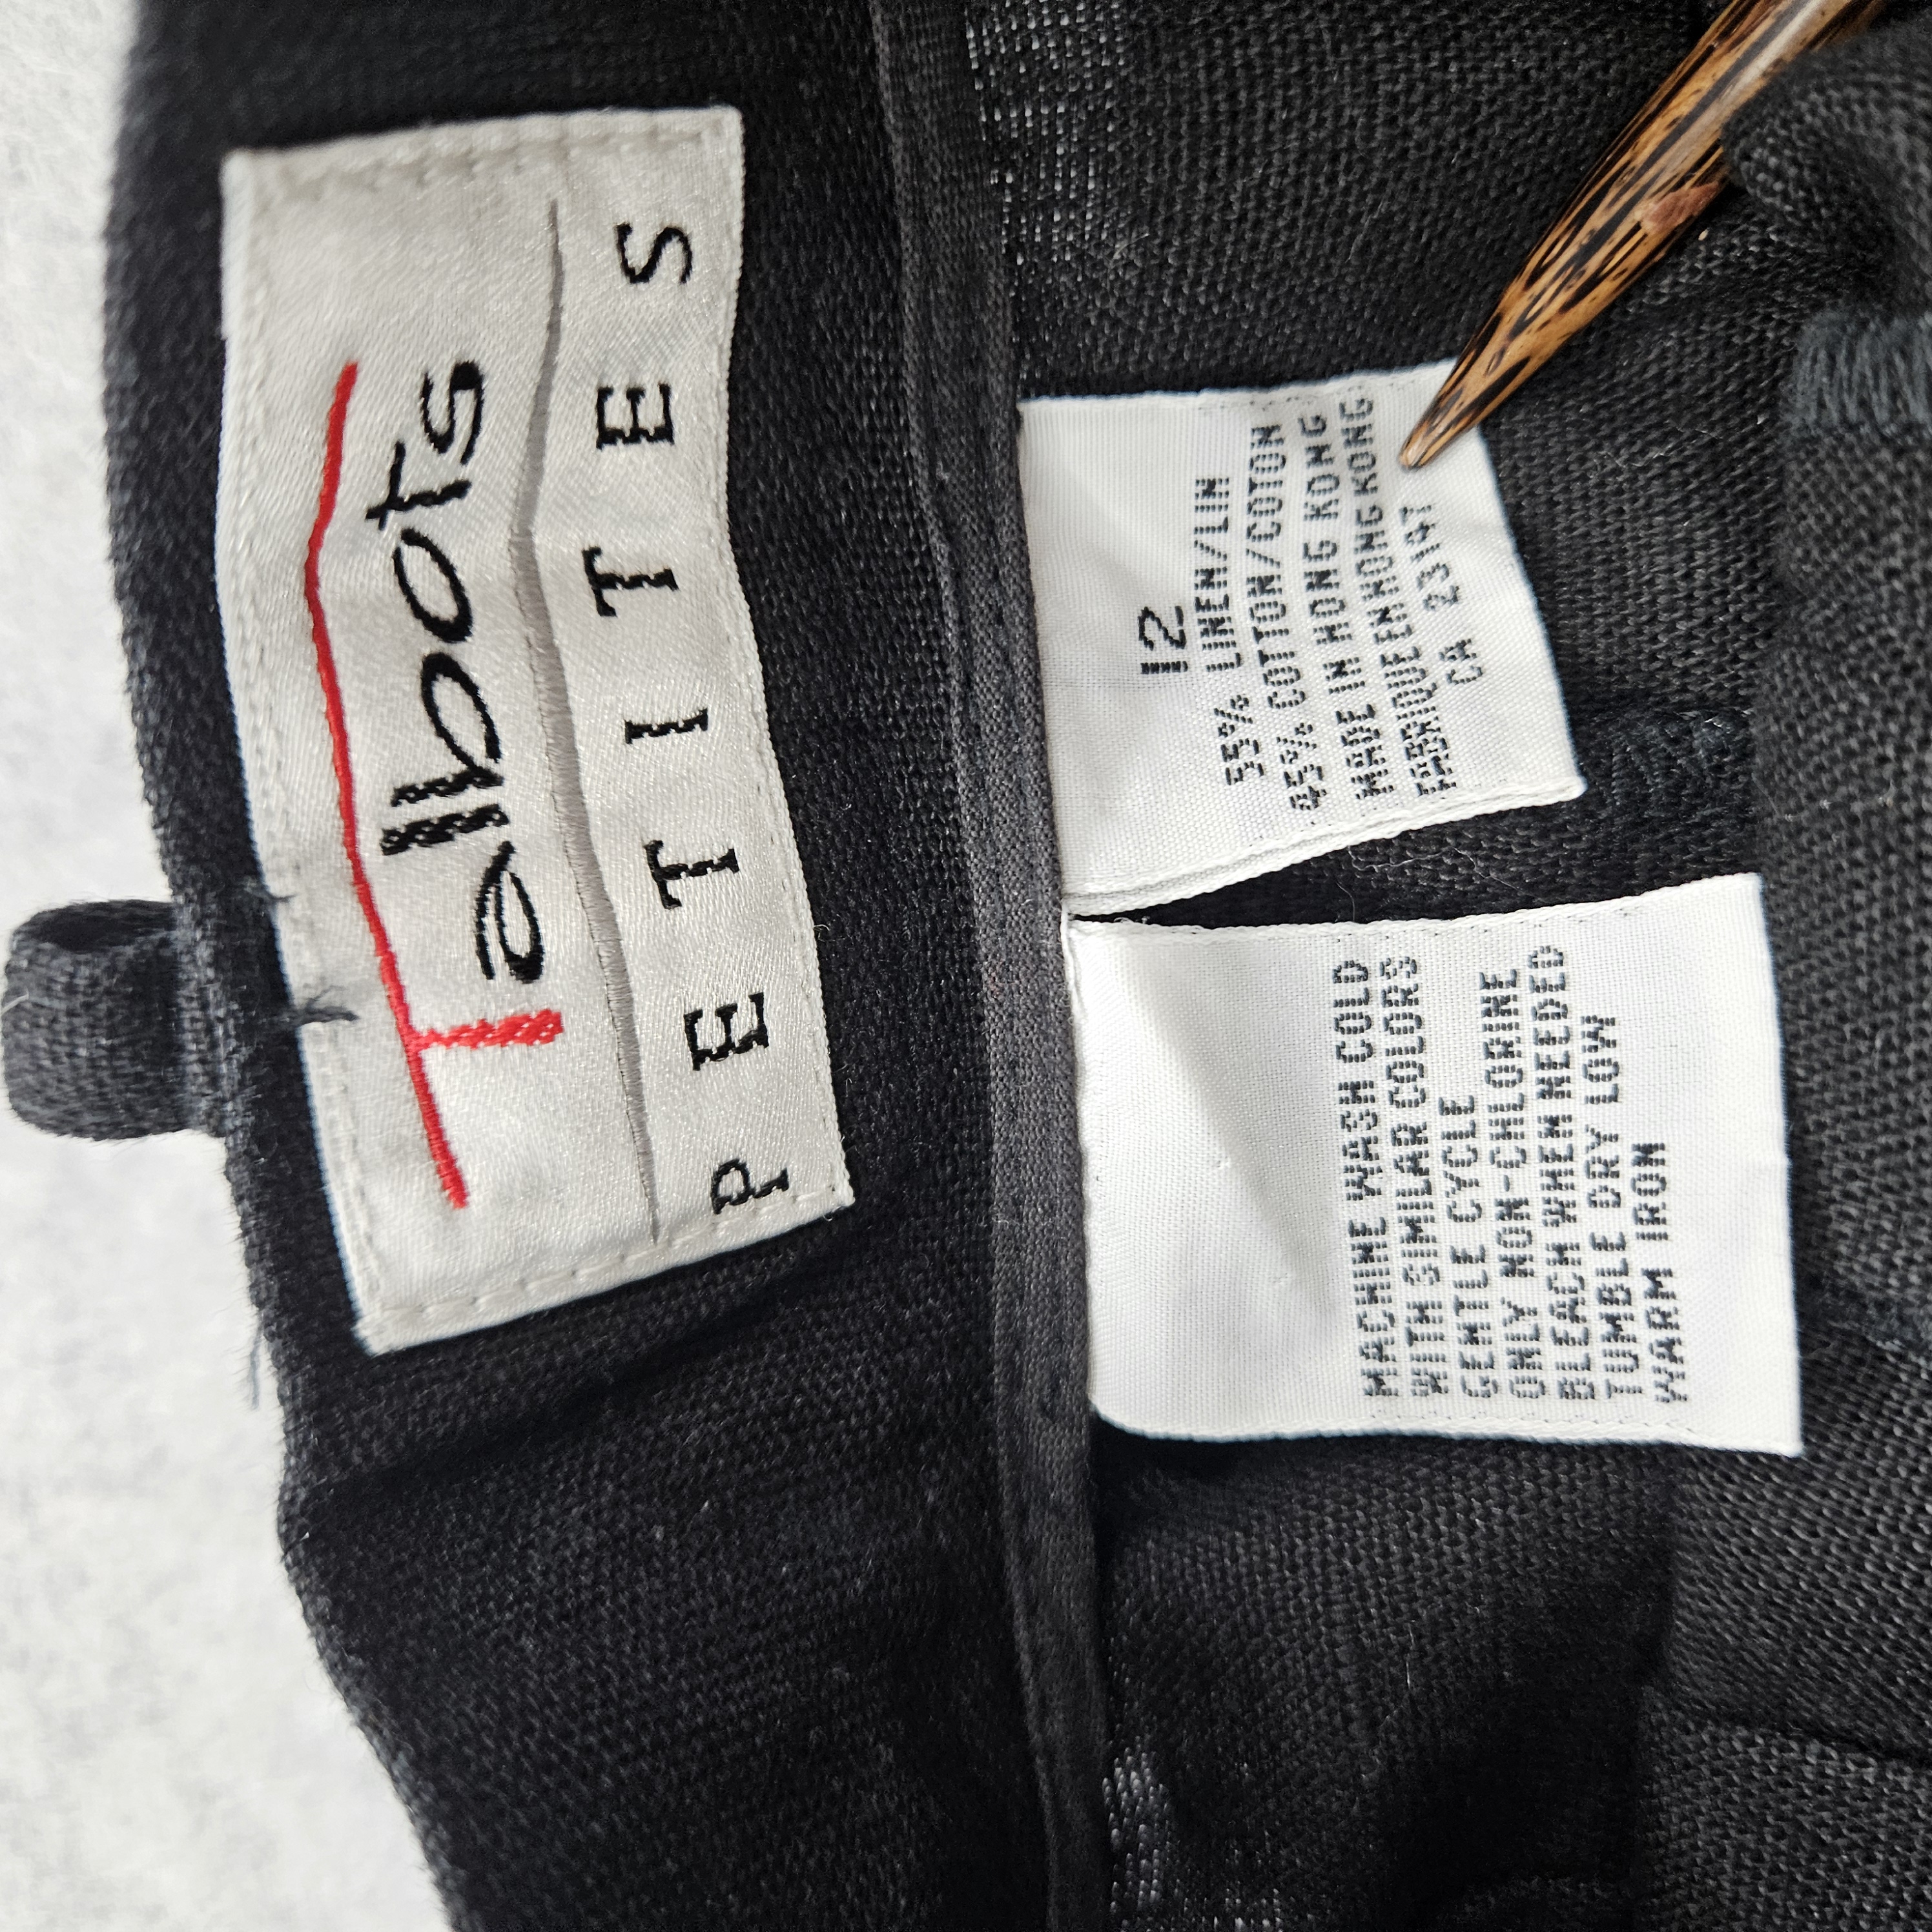 Talbots
PETITES
12
55% LINEN/LIN
45% COTTON/COTON
MADE IN HONG KONG
FABRIQUE EN HONG KONG
CA 23147
MACHINE WASH COLD
WITH SIMILAR COLORS
GENTLE CYCLE
ONLY NON-CHLORINE
BLEACH WHEN NEEDED
TUMBLE DRY LOW
WARM IRON